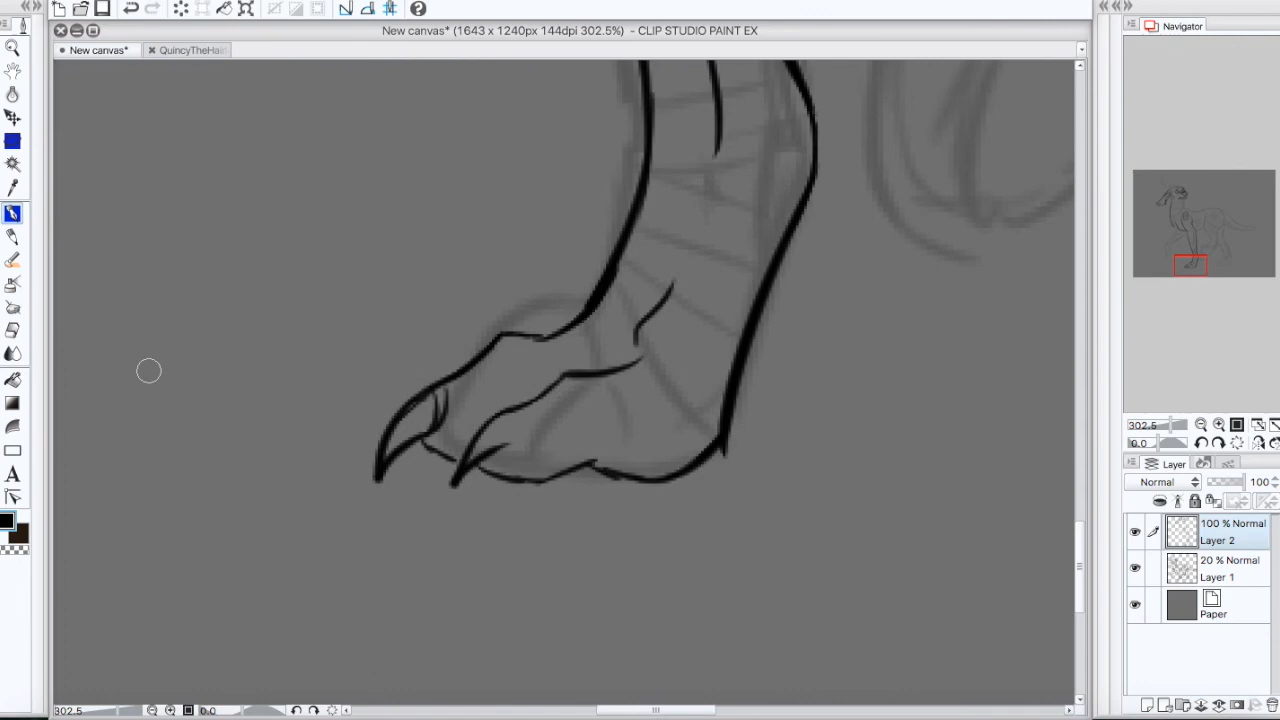 New canvas* (1640 × 1240px 144dpi 302.5%) - CLIP STUDIO PAINT EX
New canvas*
QuincyTheHair
Navigator
302.5
0.0
Layer
Normal
100
100 % Normal
Layer 2
20 % Normal
Layer 1
Paper
302.5
0.0